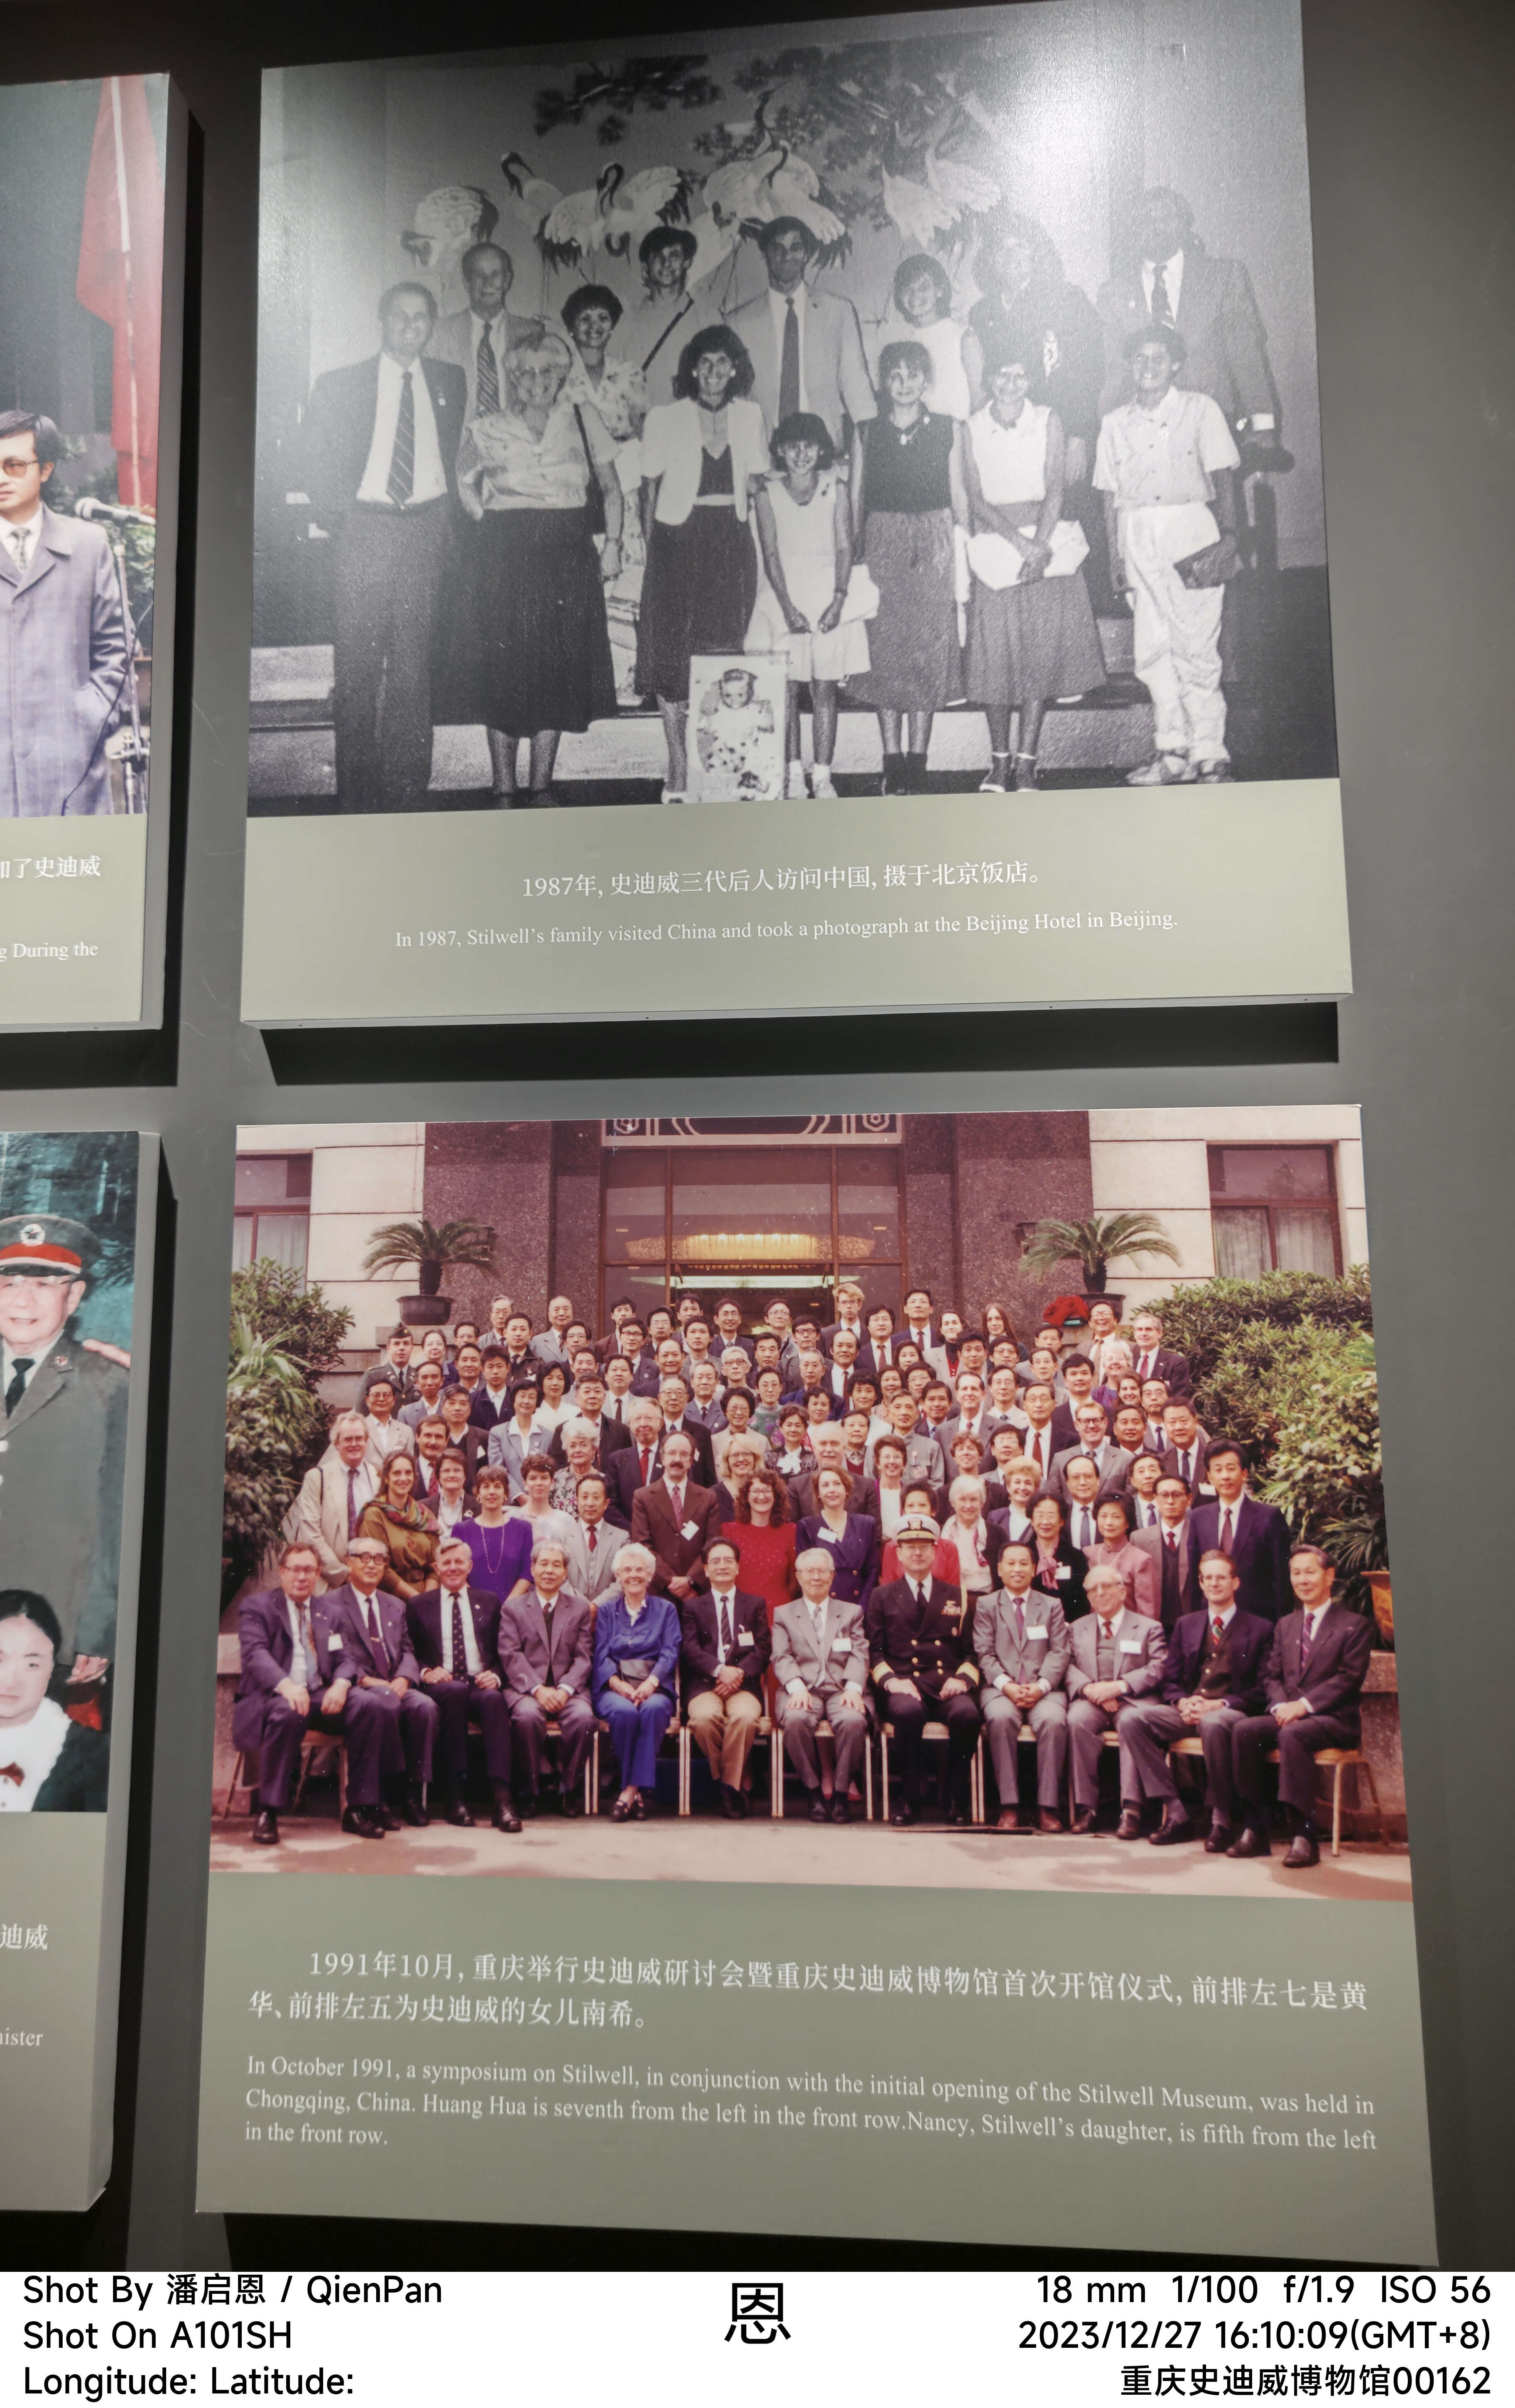 加了史迪威
g During the
1987年, 史迪威三代后人访问中国, 摄于北京饭店。
In 1987, Stilwell's family visited China and took a photograph at the Beijing Hotel in Beijing.
迪威
nister
1991年10月, 重庆举行史迪威研讨会暨重庆史迪威博物馆首次开馆仪式, 前排左七是黄
华、前排左五为史迪威的女儿南希。
In October 1991, a symposium on Stilwell, in conjunction with the initial opening of the Stilwell Museum, was held in
Chongqing, China. Huang Hua is seventh from the left in the front row.Nancy, Stilwell's daughter, is fifth from the left
in the front row.
Shot By 潘启恩 / QienPan
Shot On A101SH
Longitude: Latitude:
恩
18 mm 1/100 f/1.9 ISO 56
2023/12/27 16:10:09(GMT+8)
重庆史迪威博物馆00162